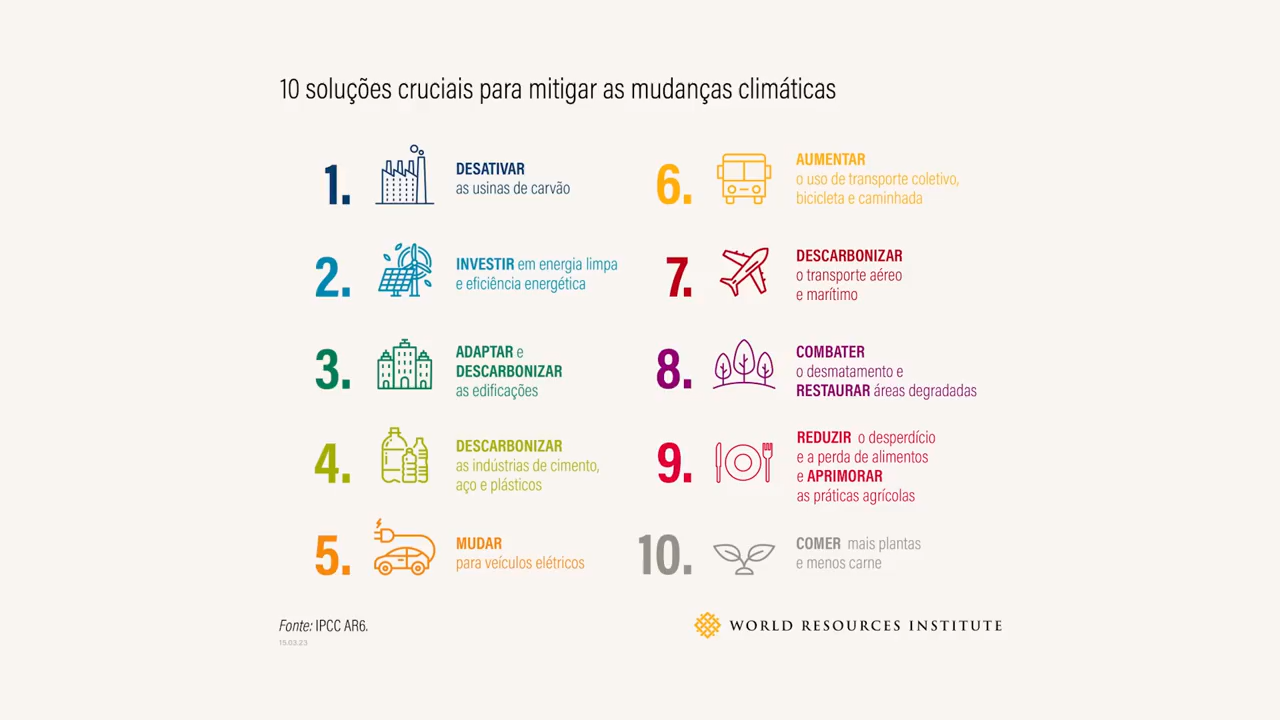 10 soluções cruciais para mitigar as mudanças climáticas
1.
DESATIVAR
as usinas de carvão
2.
INVESTIR em energia limpa
e eficiência energética
3.
ADAPTAR e
DESCARBONIZAR
as edificações
4.
DESCARBONIZAR
as indústrias de cimento,
aço e plásticos
5.
MUDAR
para veículos elétricos
6.
AUMENTAR
o uso de transporte coletivo,
bicicleta e caminhada
7.
DESCARBONIZAR
o transporte aéreo
e marítimo
8.
COMBATER
o desmatamento e
RESTAURAR áreas degradadas
9.
REDUZIR o desperdício
e a perda de alimentos
e APRIMORAR
as práticas agrícolas
10.
COMER mais plantas
e menos carne
Fonte: IPCC AR6.
15.03.23
WORLD RESOURCES INSTITUTE